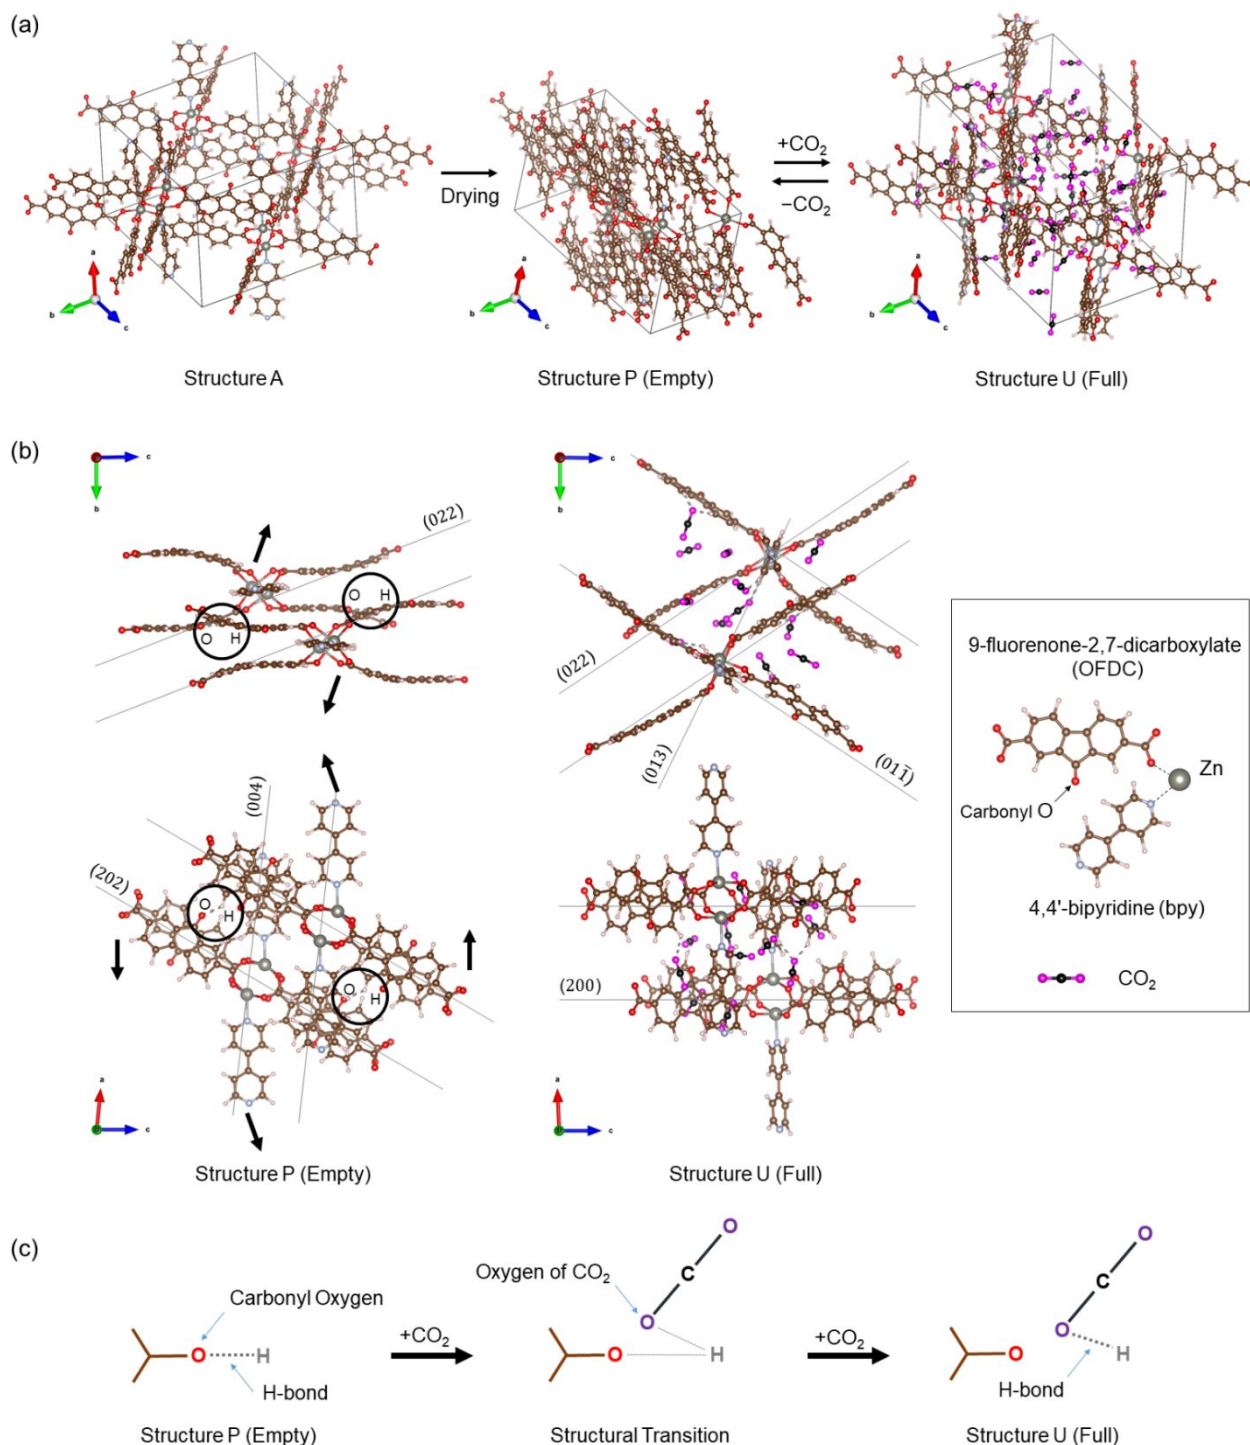 (a)
+CO₂
Drying
−CO₂
a
b
c
a
b
c
a
b
c
Structure A
Structure P (Empty)
Structure U (Full)
(b)
c
b
c
b
(022)
O H
O H
(022)
(013)
(011̄)
9-fluorenone-2,7-dicarboxylate
(OFDC)
Zn
Carbonyl O
4,4'-bipyridine (bpy)
CO₂
(004)
(202)
O H
O H
(200)
a
b
c
a
b
c
Structure P (Empty)
Structure U (Full)
(c)
Carbonyl Oxygen
O H
H-bond
+CO₂
Oxygen of CO₂
O
C
O
O H
+CO₂
O
C
O
O H
H-bond
Structure P (Empty)
Structural Transition
Structure U (Full)